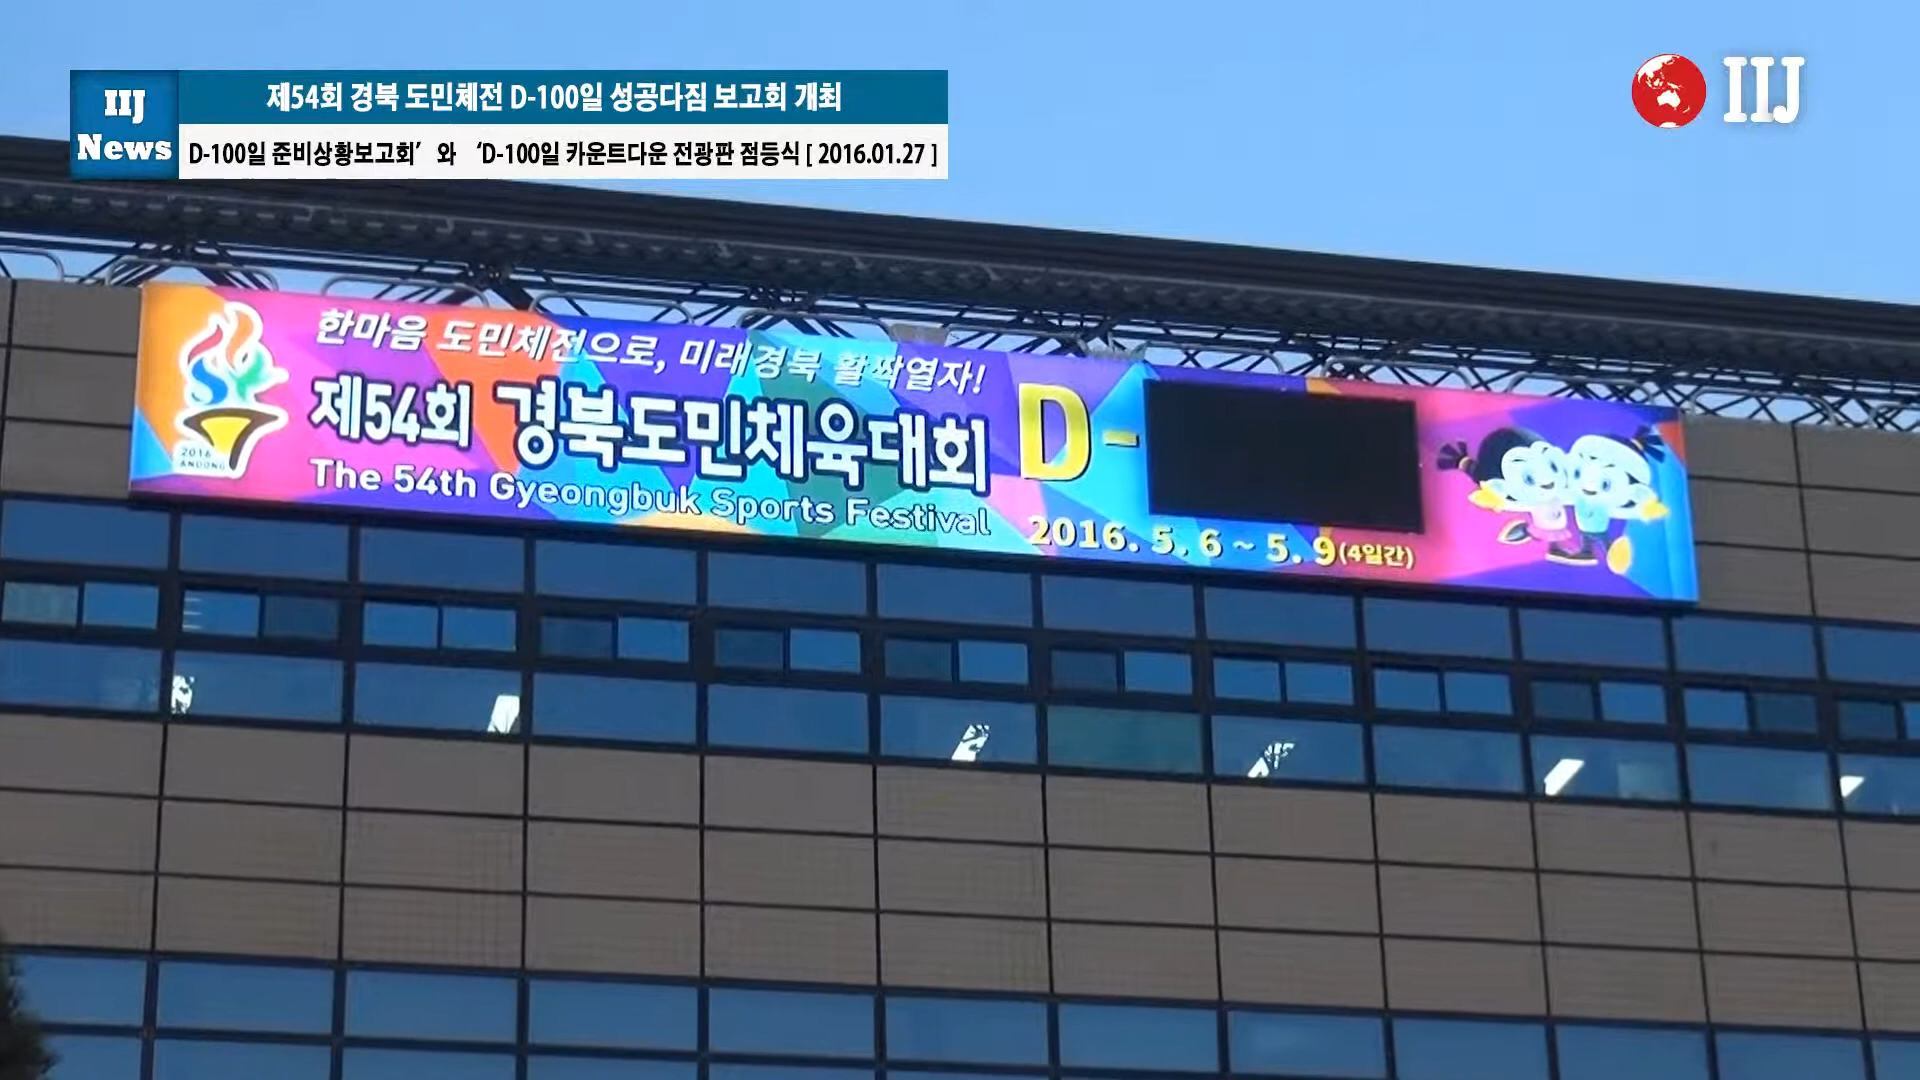 IIJ
News
제54회 경북 도민체전 D-100일 성공다짐 보고회 개최
D-100일 준비상황보고회’ 와 ‘D-100일 카운트다운 전광판 점등식 [ 2016.01.27 ]
IIJ
한마음 도민체전으로, 미래경북 활짝열자!
제54회 경북도민체육대회
The 54th Gyeongbuk Sports Festival
D-
2016. 5. 6 ~ 5. 9(4일간)
2016
ANDONG